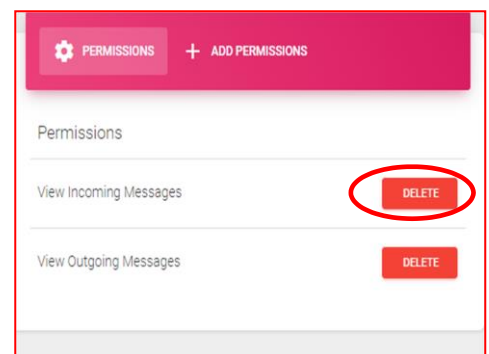 PERMISSIONS + ADD PERMISSIONS
Permissions
View Incoming Messages DELETE
View Outgoing Messages DELETE